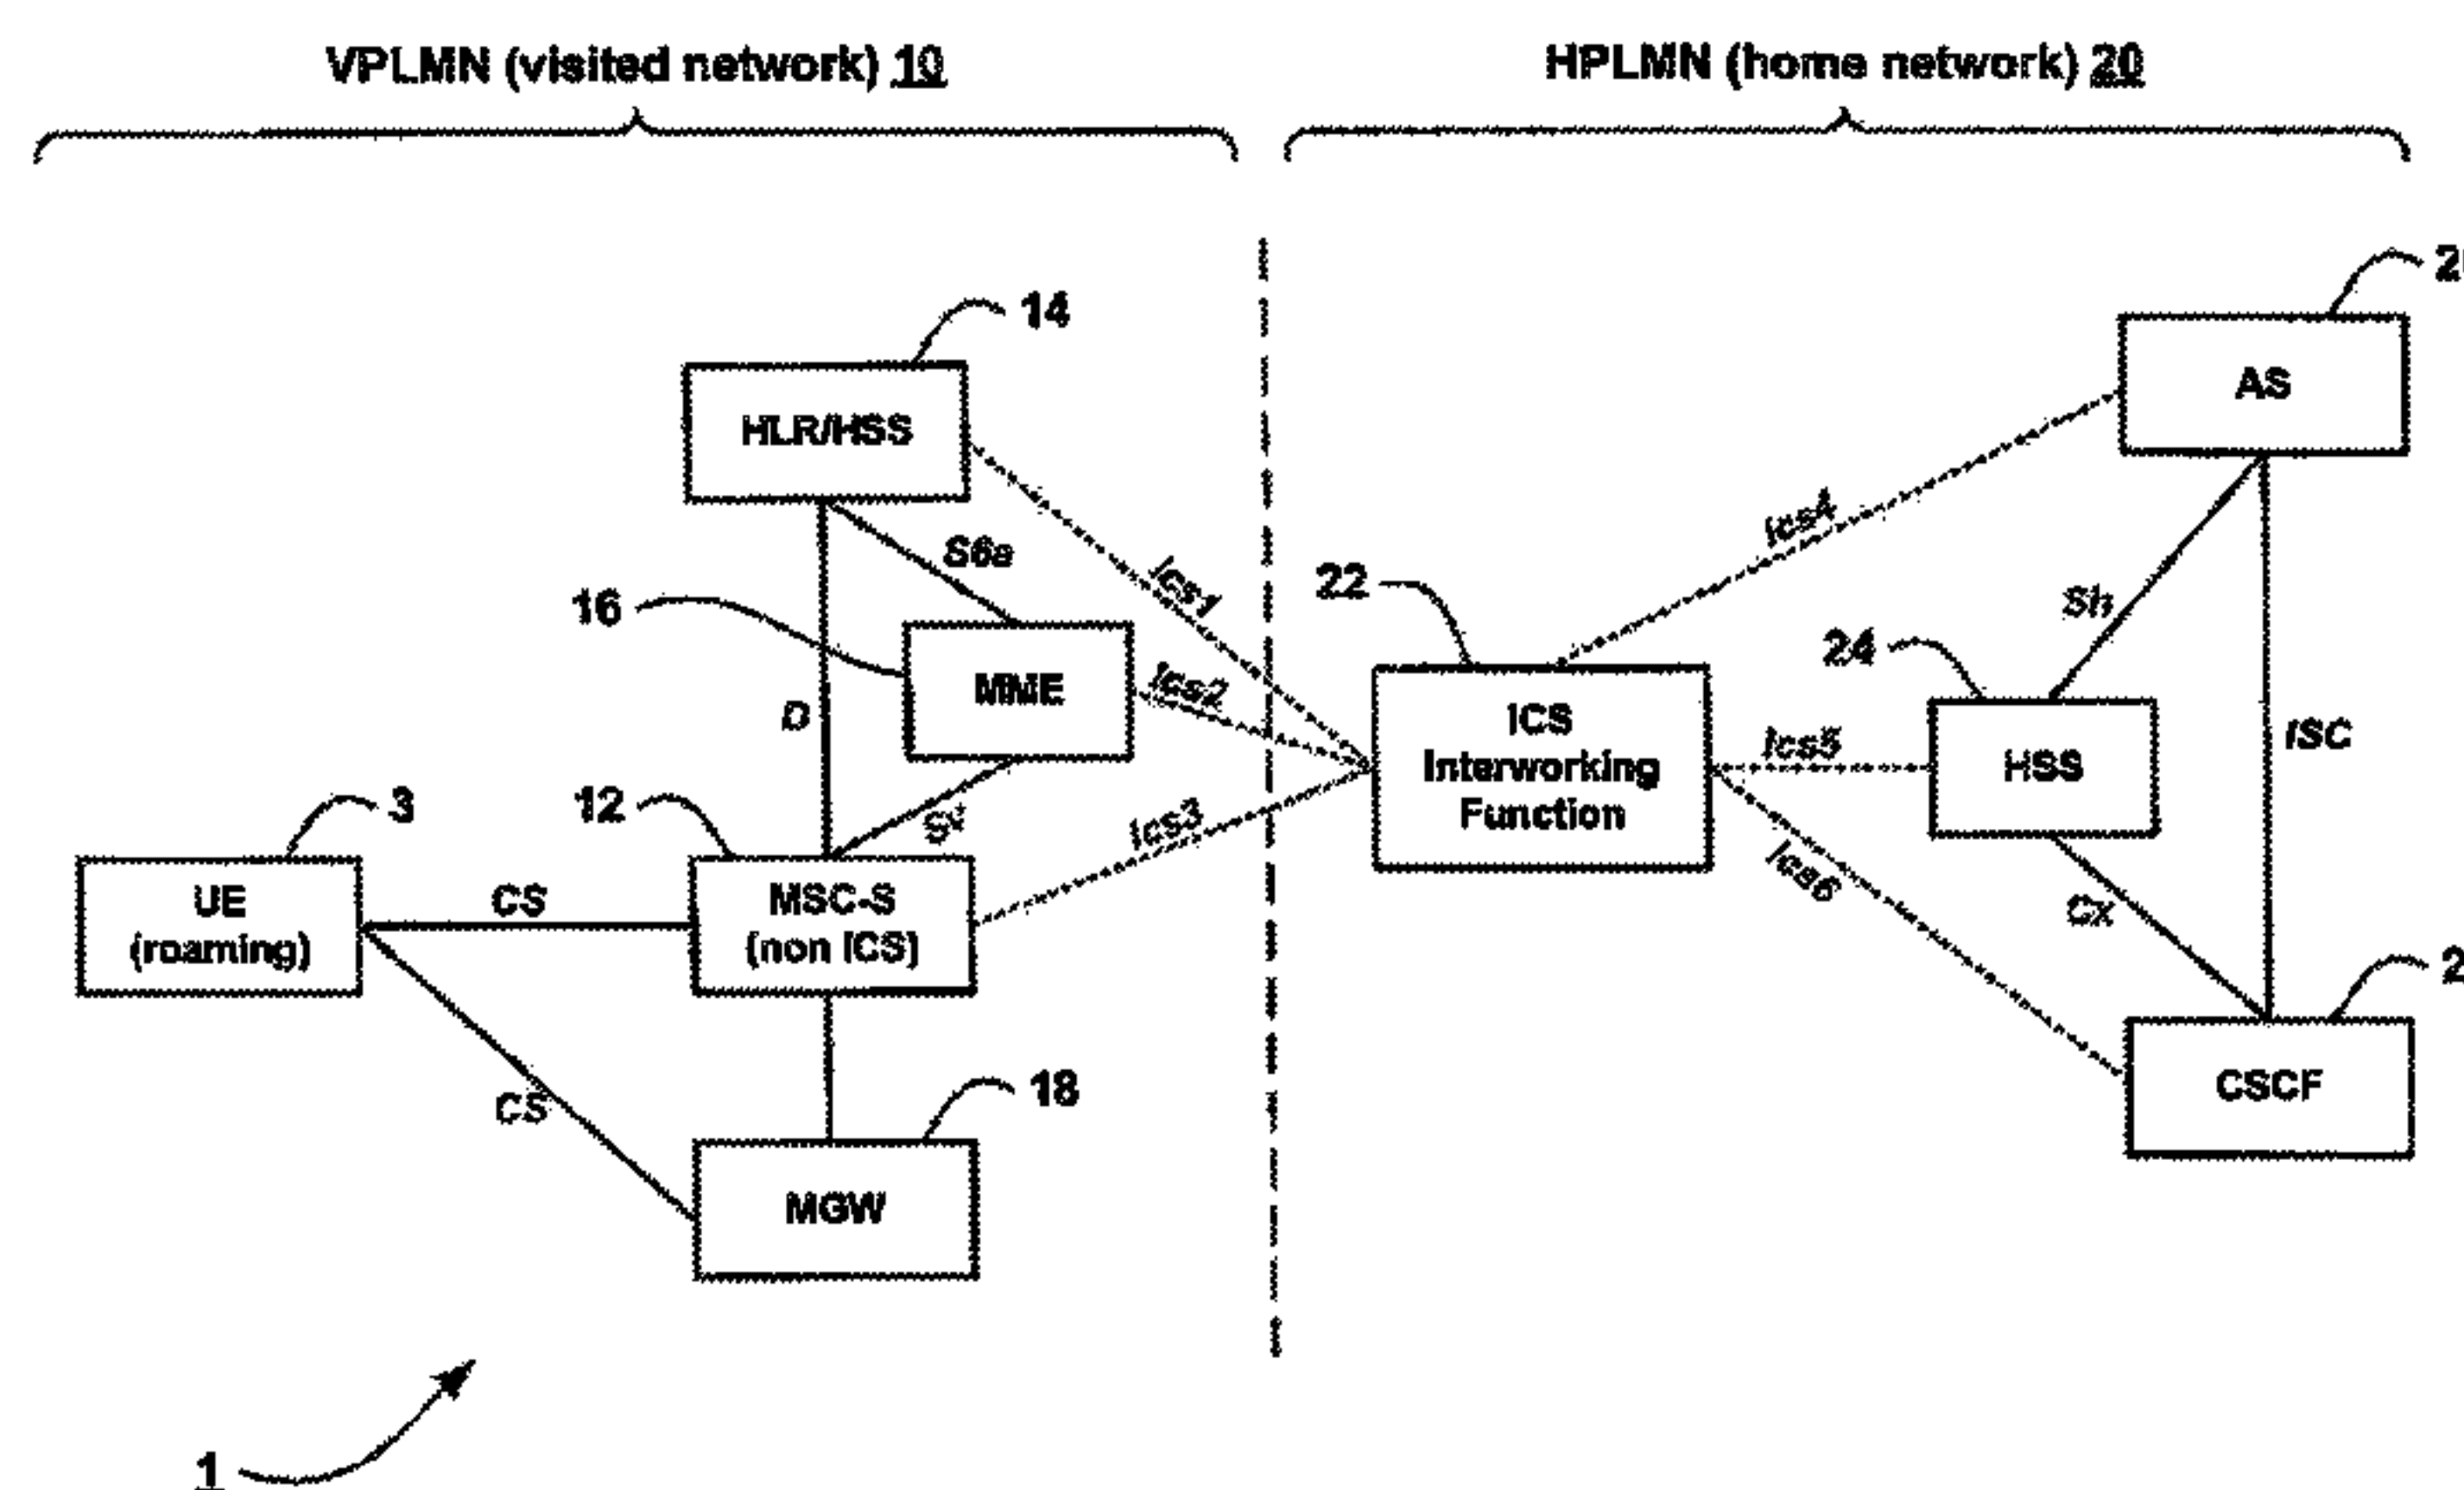 VPLMN (visited network) 10
HPLMN (home network) 20
14
HLR/HSS
AS
S6a
Ics1
Ics4
16
MME
Ics2
22
ICS
Interworking
Function
Sh
24
HSS
Ics5
ISC
D
3
12
Ics3
Ics6
Cx
UE
(roaming)
CS
MSC-S
(non ICS)
CS
18
MGW
CSCF
1